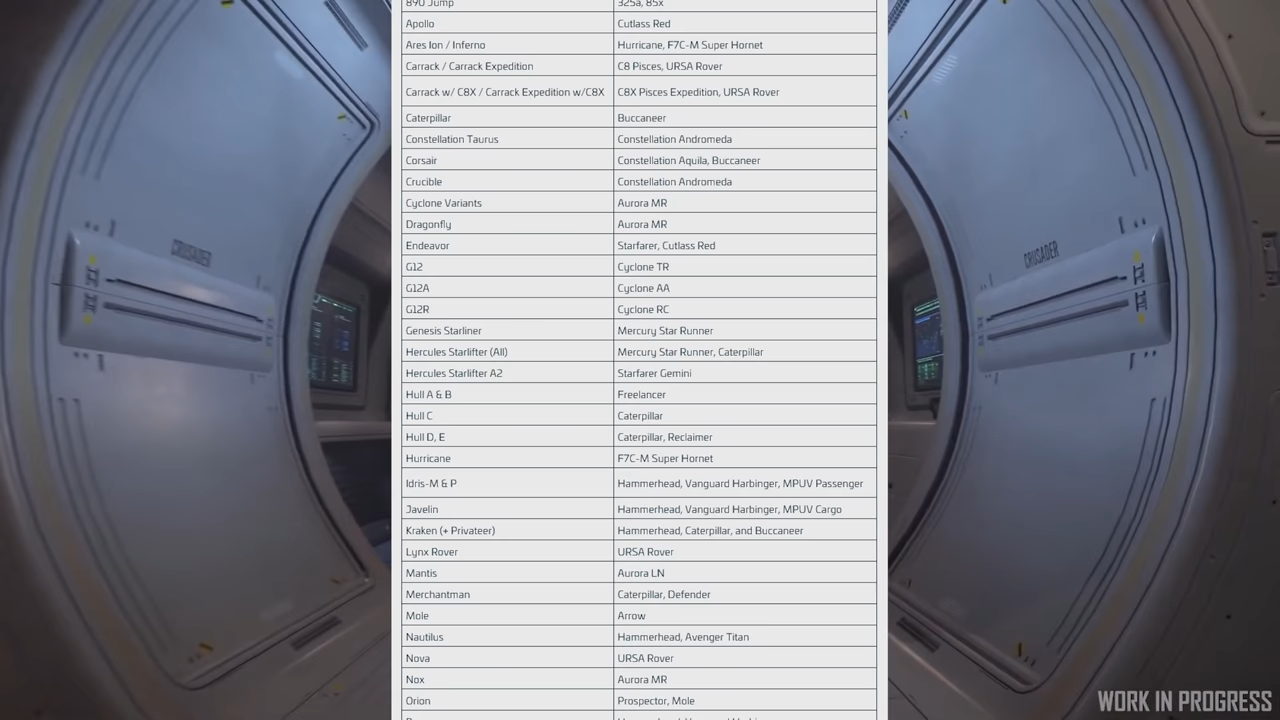 890 Jump 325a, 85x
Apollo Cutlass Red
Ares Ion / Inferno Hurricane, F7C-M Super Hornet
Carrack / Carrack Expedition C8 Pisces, URSA Rover
Carrack w/ C8X / Carrack Expedition w/C8X C8X Pisces Expedition, URSA Rover
Caterpillar Buccaneer
Constellation Taurus Constellation Andromeda
Corsair Constellation Aquila, Buccaneer
Crucible Constellation Andromeda
Cyclone Variants Aurora MR
Dragonfly Aurora MR
Endeavor Starfarer, Cutlass Red
G12 Cyclone TR
G12A Cyclone AA
G12R Cyclone RC
Genesis Starliner Mercury Star Runner
Hercules Starlifter (All) Mercury Star Runner, Caterpillar
Hercules Starlifter A2 Starfarer Gemini
Hull A & B Freelancer
Hull C Caterpillar
Hull D, E Caterpillar, Reclaimer
Hurricane F7C-M Super Hornet
Idris-M & P Hammerhead, Vanguard Harbinger, MPUV Passenger
Javelin Hammerhead, Vanguard Harbinger, MPUV Cargo
Kraken (+ Privateer) Hammerhead, Caterpillar, and Buccaneer
Lynx Rover URSA Rover
Mantis Aurora LN
Merchantman Caterpillar, Defender
Mole Arrow
Nautilus Hammerhead, Avenger Titan
Nova URSA Rover
Nox Aurora MR
Orion Prospector, Mole
CRUSADER
CRUSADER
WORK IN PROGRESS